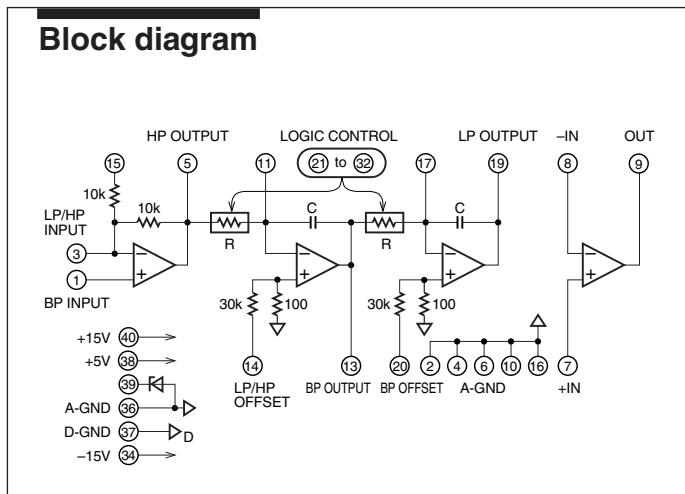 Block diagram
HP OUTPUT LOGIC CONTROL LP OUTPUT –IN OUT
15 5 11 21 to 32 17 19 8 9
10k
10k C C
LP/HP
INPUT
R R
3 – – – –
1 + + + +
BP INPUT
30k 100 30k 100
+15V 40
14 13 20 2 4 6 10 16 7
+5V 38
LP/HP
OFFSET BP OUTPUT BP OFFSET A-GND +IN
39
A-GND 36
D-GND 37 D
–15V 34